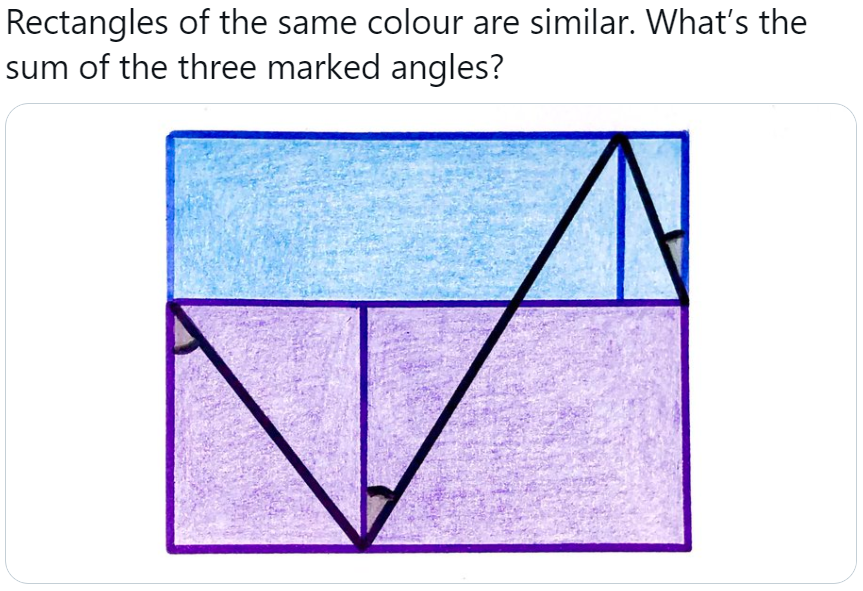 Rectangles of the same colour are similar. What’s the
sum of the three marked angles?